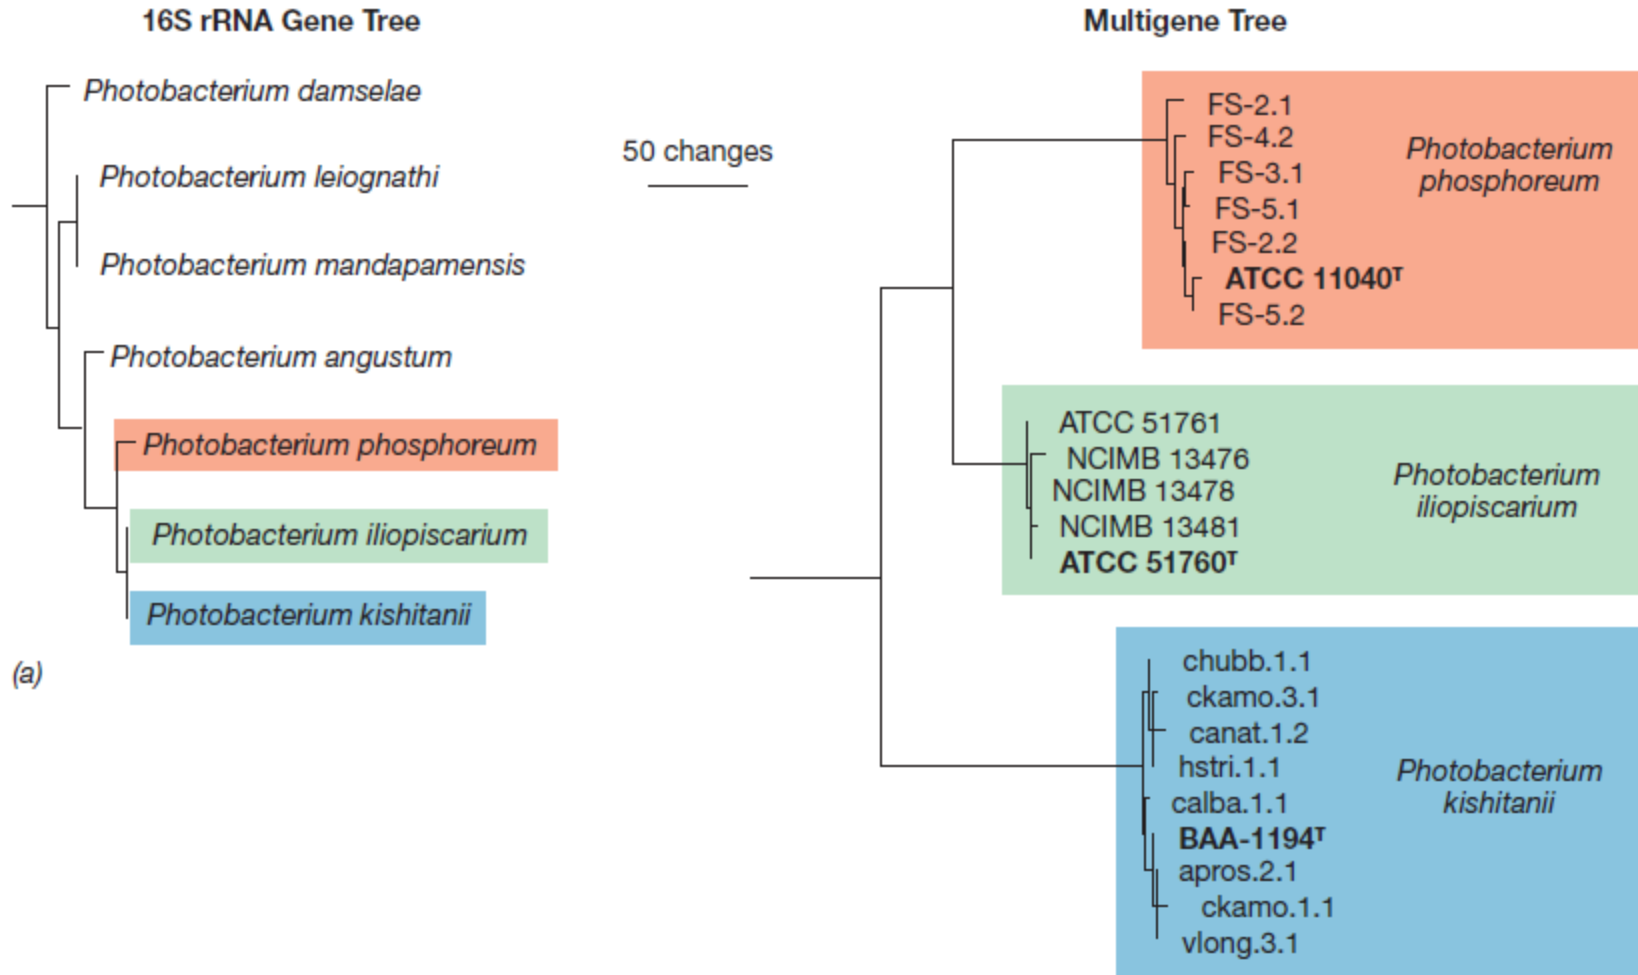 16S rRNA Gene Tree
Photobacterium damselae
Photobacterium leiognathi
Photobacterium mandapamensis
Photobacterium angustum
Photobacterium phosphoreum
Photobacterium iliopiscarium
Photobacterium kishitanii
(a)
50 changes
Multigene Tree
FS-2.1
FS-4.2
FS-3.1
FS-5.1
FS-2.2
ATCC 11040ᵀ
FS-5.2
Photobacterium
phosphoreum
ATCC 51761
NCIMB 13476
NCIMB 13478
NCIMB 13481
ATCC 51760ᵀ
Photobacterium
iliopiscarium
chubb.1.1
ckamo.3.1
canat.1.2
hstri.1.1
calba.1.1
BAA-1194ᵀ
apros.2.1
ckamo.1.1
vlong.3.1
Photobacterium
kishitanii